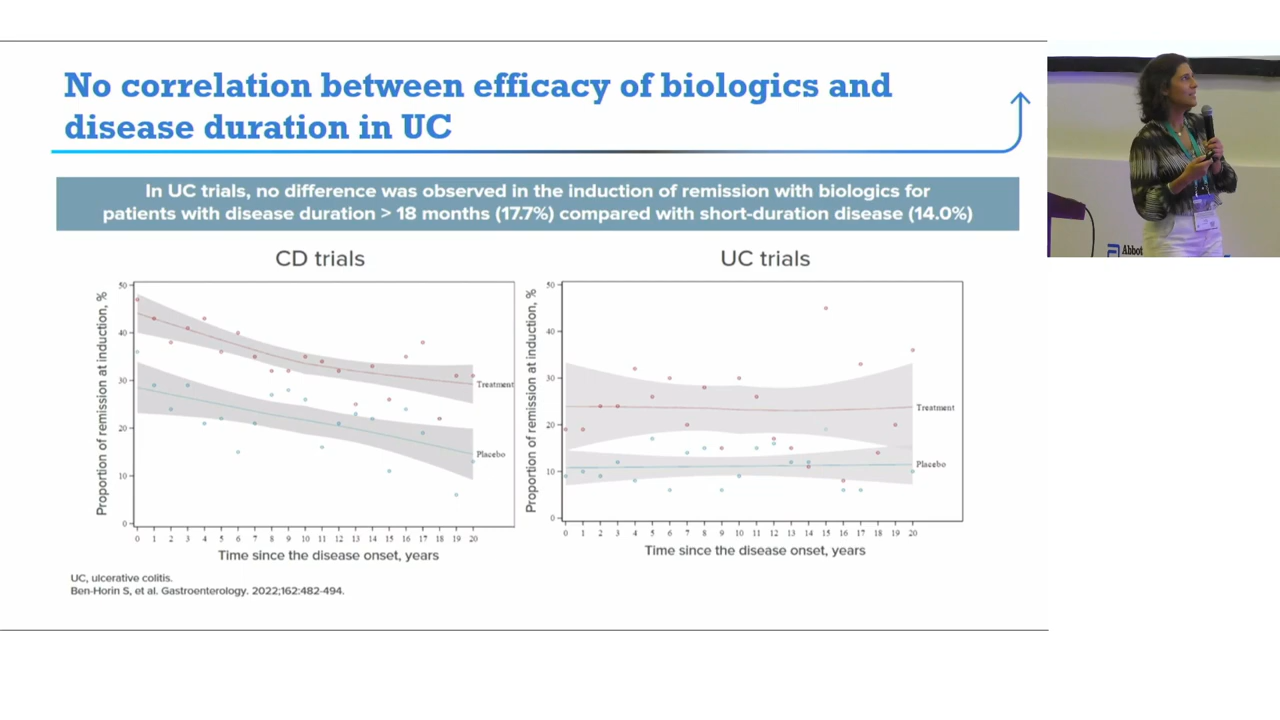 No correlation between efficacy of biologics and
disease duration in UC
In UC trials, no difference was observed in the induction of remission with biologics for
patients with disease duration > 18 months (17.7%) compared with short-duration disease (14.0%)
CD trials
Proportion of remission at induction, %
50
40
30
20
10
0
Treatment
Placebo
0 1 2 3 4 5 6 7 8 9 10 11 12 13 14 15 16 17 18 19 20
Time since the disease onset, years
UC trials
Proportion of remission at induction, %
50
40
30
20
10
0
Treatment
Placebo
0 1 2 3 4 5 6 7 8 9 10 11 12 13 14 15 16 17 18 19 20
Time since the disease onset, years
UC, ulcerative colitis.
Ben-Horin S, et al. Gastroenterology. 2022;162:482-494.
Abbot